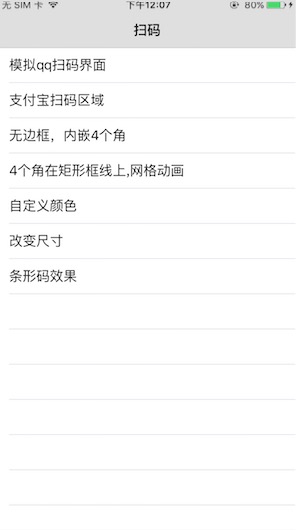 无 SIM 卡 下午12:07 80%
扫码
模拟qq扫码界面
支付宝扫码区域
无边框，内嵌4个角
4个角在矩形框线上,网格动画
自定义颜色
改变尺寸
条形码效果